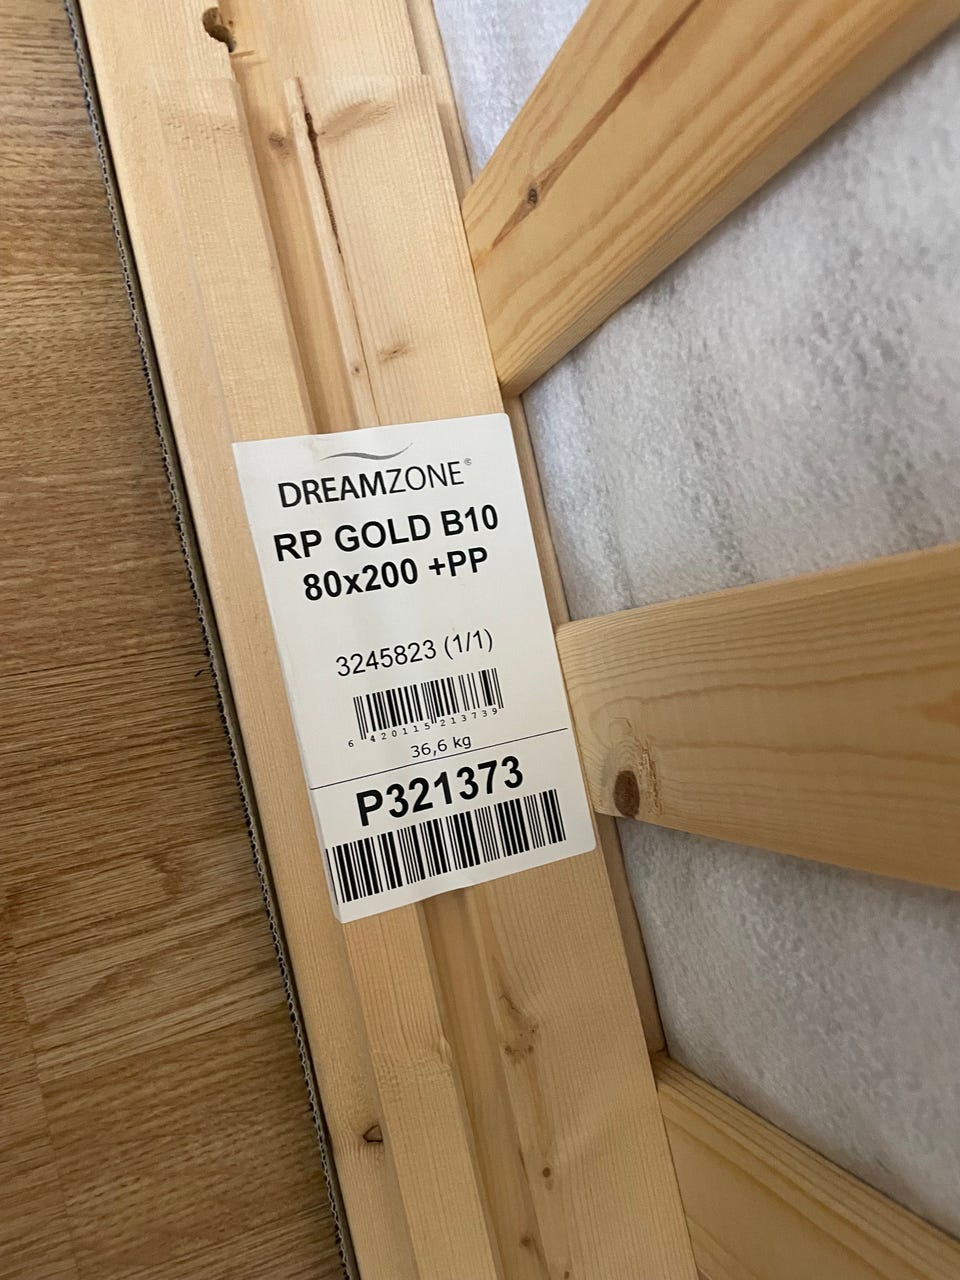 DREAMZONE®
RP GOLD B10
80x200 +PP
3245823 (1/1)
6 420115 213739
36,6 kg
P321373